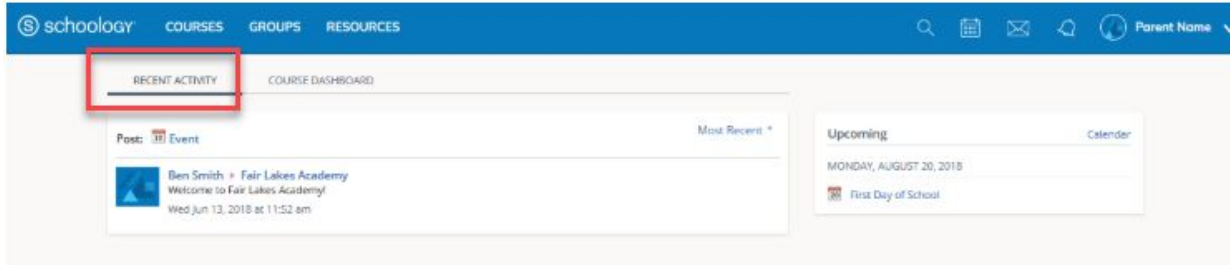 schoology COURSES GROUPS RESOURCES Parent Name
RECENT ACTIVITY COURSE DASHBOARD
Post: Event Most Recent
Ben Smith Fair Lakes Academy
Welcome to Fair Lakes Academy!
Wed Jun 13, 2018 at 11:52 am
Upcoming Calendar
MONDAY, AUGUST 20, 2018
First Day of School